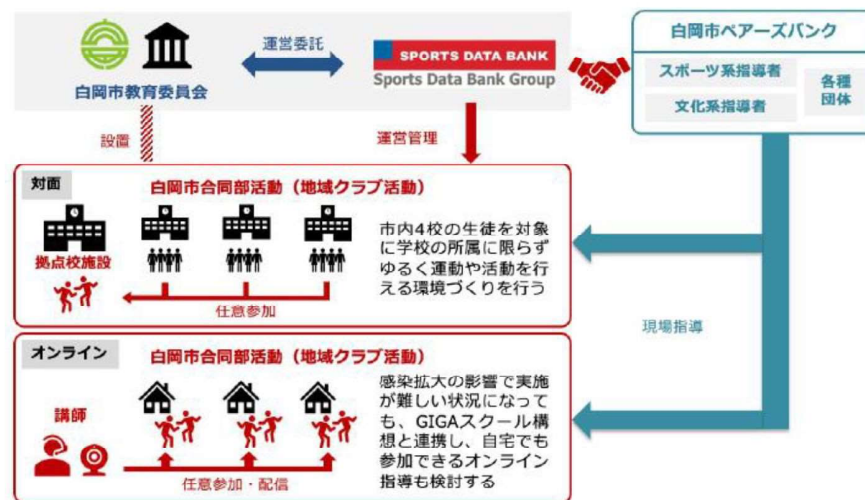 白岡市教育委員会
運営委託
SPORTS DATA BANK
Sports Data Bank Group
白岡市ペアーズバンク
スポーツ系指導者
文化系指導者
各種
団体
設置
運営管理
対面
白岡市合同部活動（地域クラブ活動）
拠点校施設
任意参加
市内4校の生徒を対象
に学校の所属に限らず
ゆるく運動や活動を行
える環境づくりを行う
現場指導
オンライン
白岡市合同部活動（地域クラブ活動）
講師
任意参加・配信
感染拡大の影響で実施
が難しい状況になって
も、GIGAスクール構
想と連携し、自宅でも
参加できるオンライン
指導も検討する